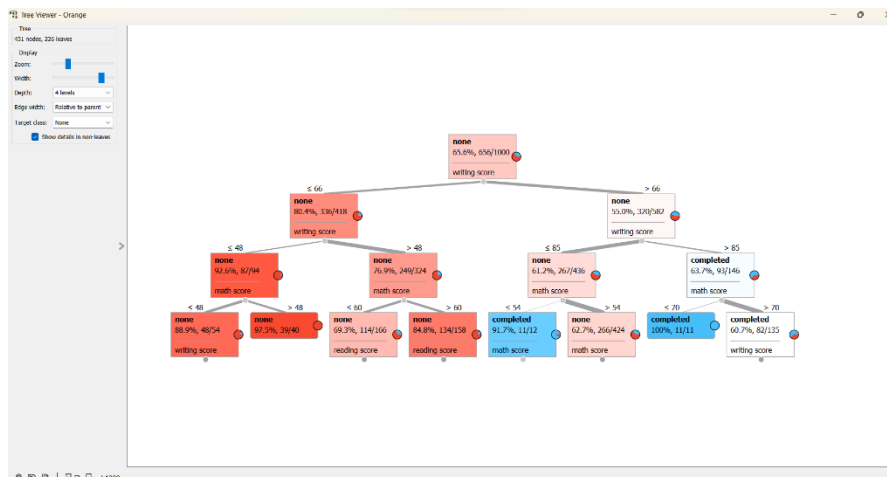 Tree Viewer - Orange
Tree
451 nodes, 226 leaves
Display
Zoom:
Width:
Depth: 4 levels
Edge width: Relative to parent
Target class: None
Show details in non-leaves
none
65.6%, 656/1000
writing score
≤ 66 > 66
none none
80.4%, 336/418 55.0%, 320/582
writing score writing score
≤ 48 > 48 ≤ 85 > 85
none none none completed
92.6%, 87/94 76.9%, 249/324 61.2%, 267/436 63.7%, 93/146
math score math score math score math score
≤ 48 > 48 ≤ 60 > 60 ≤ 54 > 54 ≤ 70 > 70
none none none none completed none completed none
88.9%, 48/54 97.5%, 39/40 69.3%, 114/166 84.8%, 134/158 91.7%, 11/12 62.7%, 266/424 100%, 11/11 60.7%, 82/135
writing score reading score reading score math score math score writing score